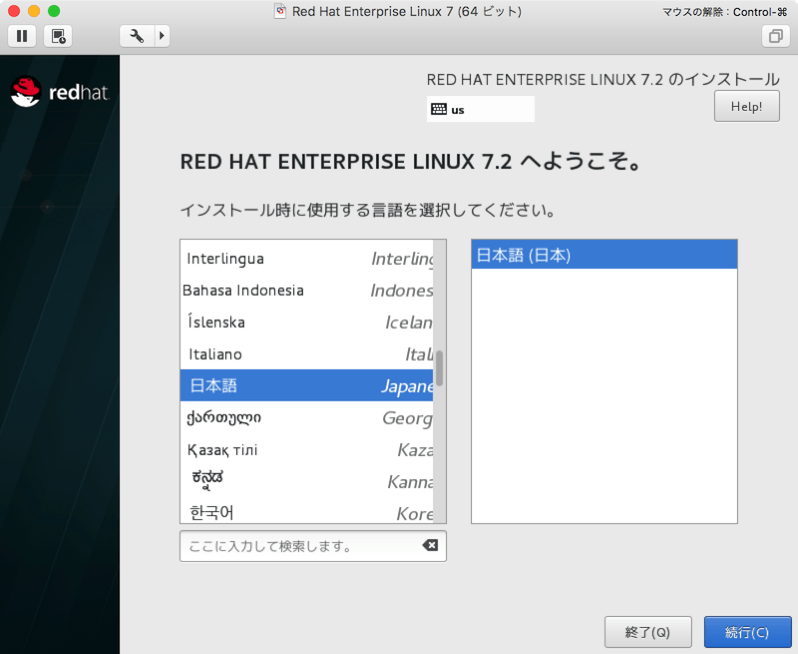 Red Hat Enterprise Linux 7 (64 ビット)
マウスの解除：Control-⌘
redhat.
RED HAT ENTERPRISE LINUX 7.2 のインストール
us
Help!
RED HAT ENTERPRISE LINUX 7.2 へようこそ。
インストール時に使用する言語を選択してください。
Interlingua Interling
Bahasa Indonesia Indones
Íslenska Icelan
Italiano Ital
日本語 Japane
ქართული Georg
Қазақ тілі Kaza
ಕನ್ನಡ Kanna
한국어 Kore
日本語 (日本)
ここに入力して検索します。
終了(Q)
続行(C)